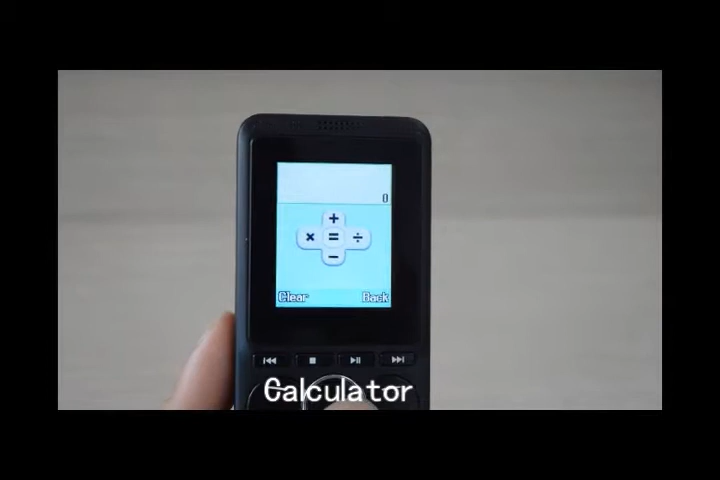 0
+
× = ÷
−
Clear Back
Calculator